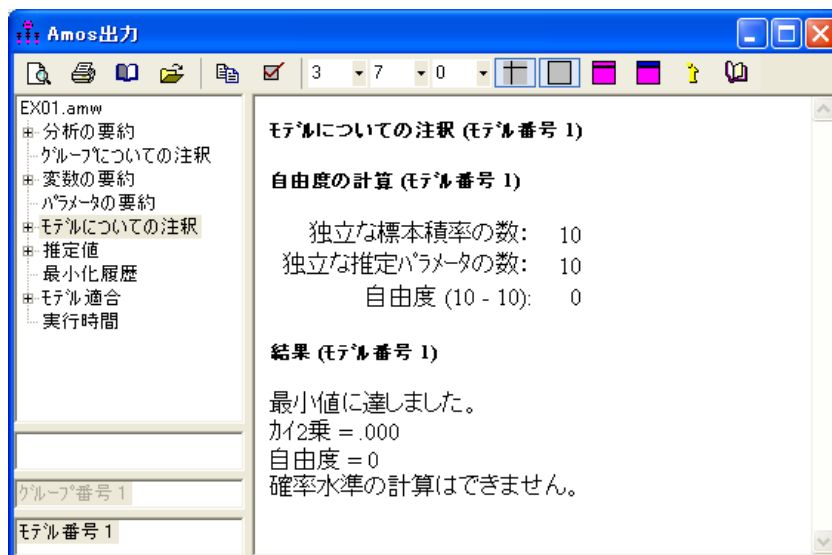 Amos出力
3 7 0
EX01.amw
分析の要約
ｸﾞﾙｰﾌﾟについての注釈
変数の要約
ﾊﾟﾗﾒｰﾀの要約
ﾓﾃﾞﾙについての注釈
推定値
最小化履歴
ﾓﾃﾞﾙ適合
実行時間
ｸﾞﾙｰﾌﾟ番号 1
ﾓﾃﾞﾙ番号 1
ﾓﾃﾞﾙについての注釈 (ﾓﾃﾞﾙ番号 1)
自由度の計算 (ﾓﾃﾞﾙ番号 1)
独立な標本積率の数: 10
独立な推定ﾊﾟﾗﾒｰﾀの数: 10
自由度 (10 - 10): 0
結果 (ﾓﾃﾞﾙ番号 1)
最小値に達しました。
ｶｲ2乗 = .000
自由度 = 0
確率水準の計算はできません。